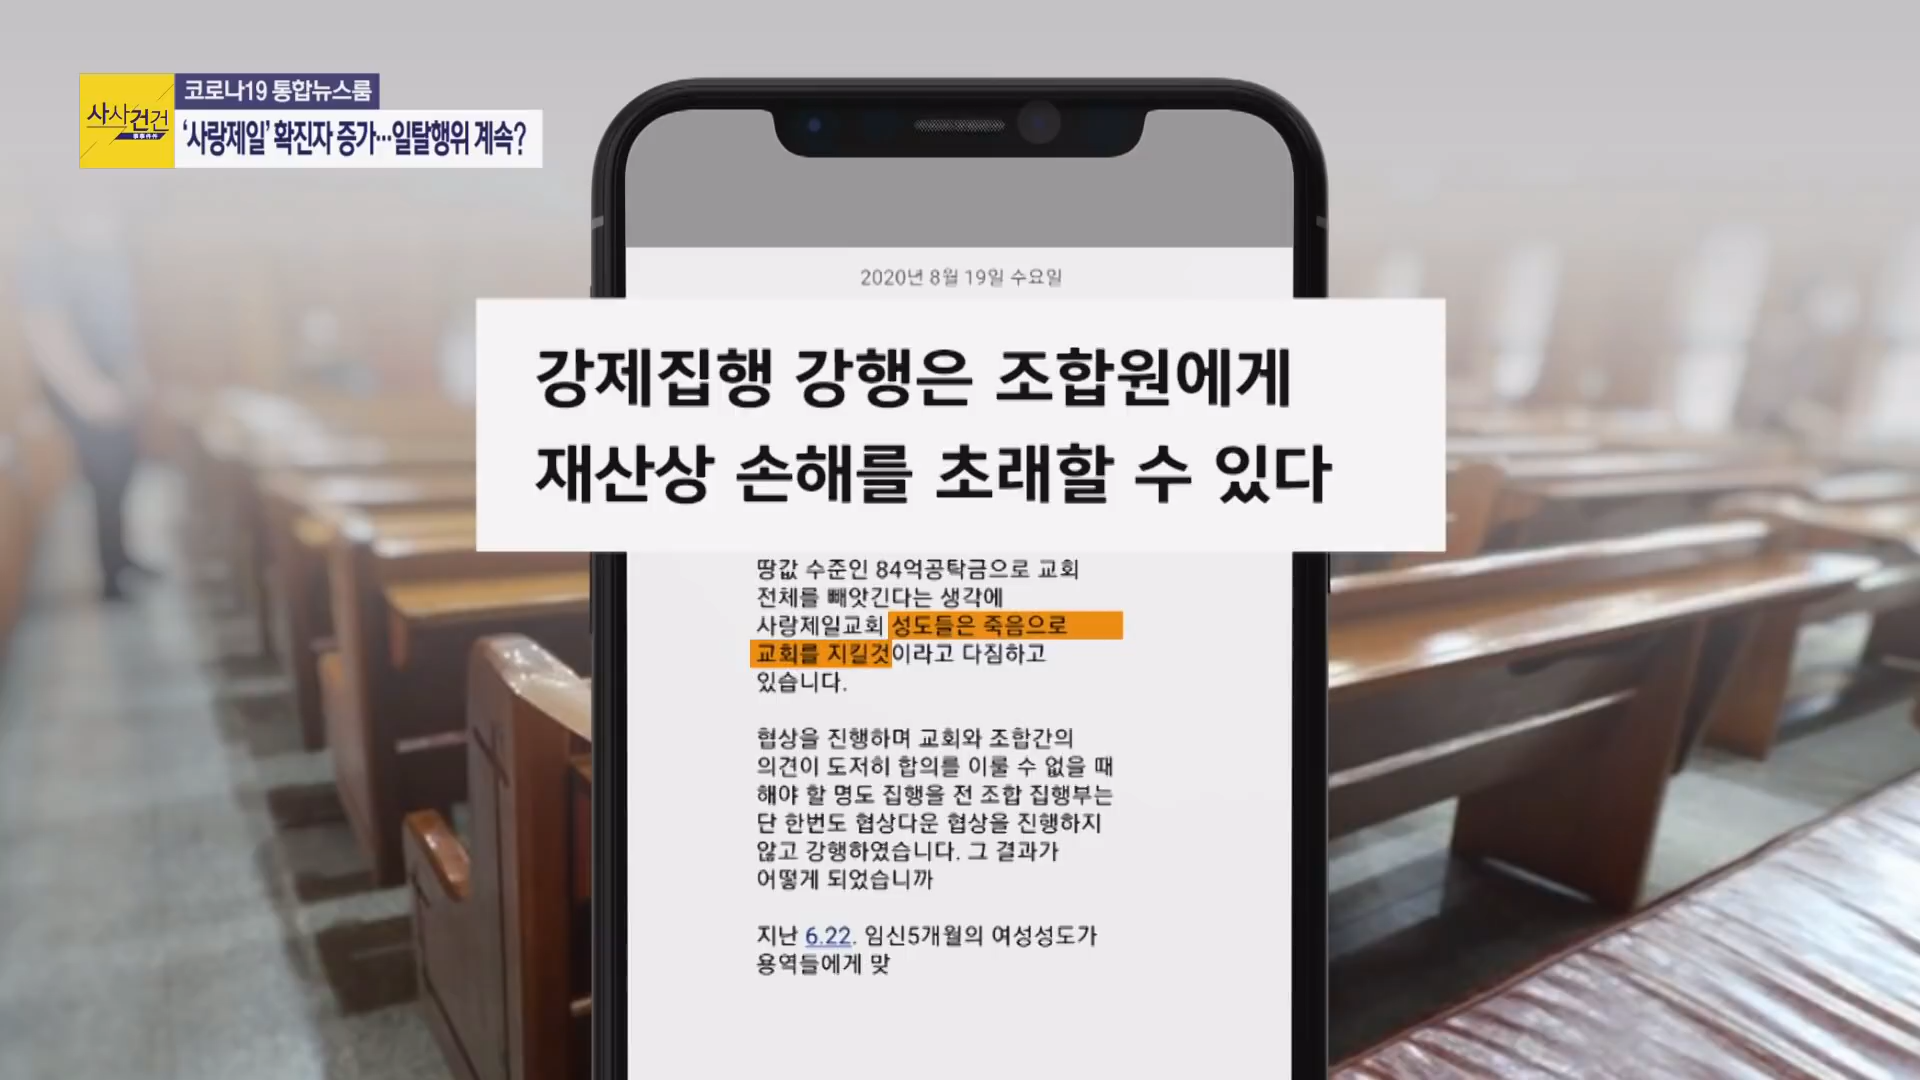 사사건건
코로나19 통합뉴스룸
'사랑제일' 확진자 증가…일탈행위 계속?
2020년 8월 19일 수요일
강제집행 강행은 조합원에게
재산상 손해를 초래할 수 있다
땅값 수준인 84억공탁금으로 교회
전체를 빼앗긴다는 생각에
사랑제일교회 성도들은 죽음으로
교회를 지킬것이라고 다짐하고
있습니다.
협상을 진행하며 교회와 조합간의
의견이 도저히 합의를 이룰 수 없을 때
해야 할 명도 집행을 전 조합 집행부는
단 한번도 협상다운 협상을 진행하지
않고 강행하였습니다. 그 결과가
어떻게 되었습니까
지난 6.22. 임신5개월의 여성성도가
용역들에게 맞